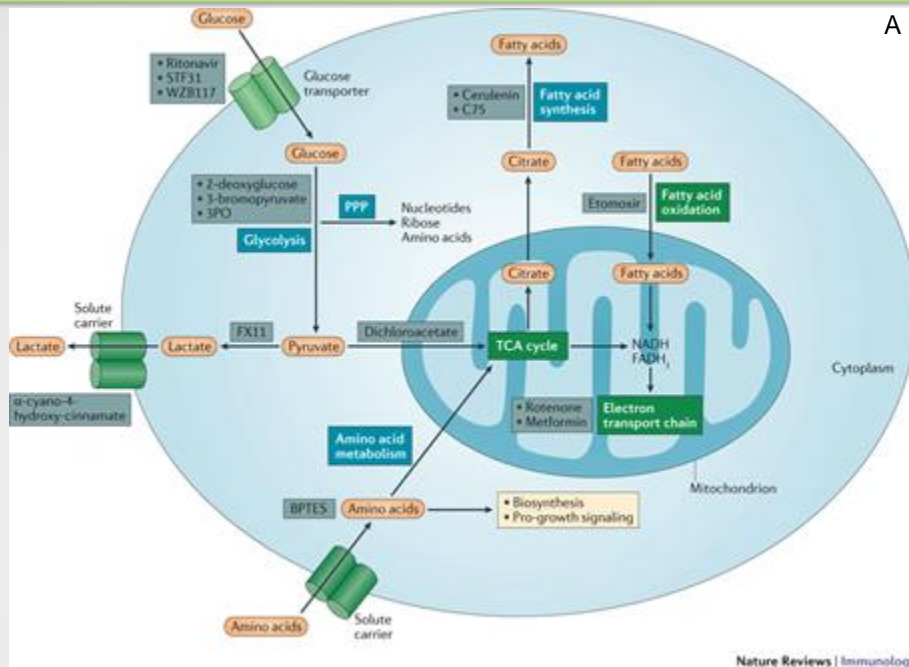 A
Glucose
• Ritonavir
• STF31
• WZB117
Glucose
transporter
Fatty acids
• Cerulenin
• C75
Fatty acid
synthesis
Glucose
Citrate
Fatty acids
• 2-deoxyglucose
• 3-bromopyruvate
• 3PO
PPP
Nucleotides
Ribose
Amino acids
Etomoxir
Fatty acid
oxidation
Glycolysis
Citrate
Fatty acids
Solute
carrier
Lactate
Lactate
FX11
Pyruvate
Dichloroacetate
TCA cycle
NADH
FADH₂
Cytoplasm
α-cyano-4-
hydroxy-cinnamate
• Rotenone
• Metformin
Electron
transport chain
Amino acid
metabolism
Mitochondrion
BPTES
Amino acids
• Biosynthesis
• Pro-growth signaling
Amino acids
Solute
carrier
Nature Reviews | Immunolog